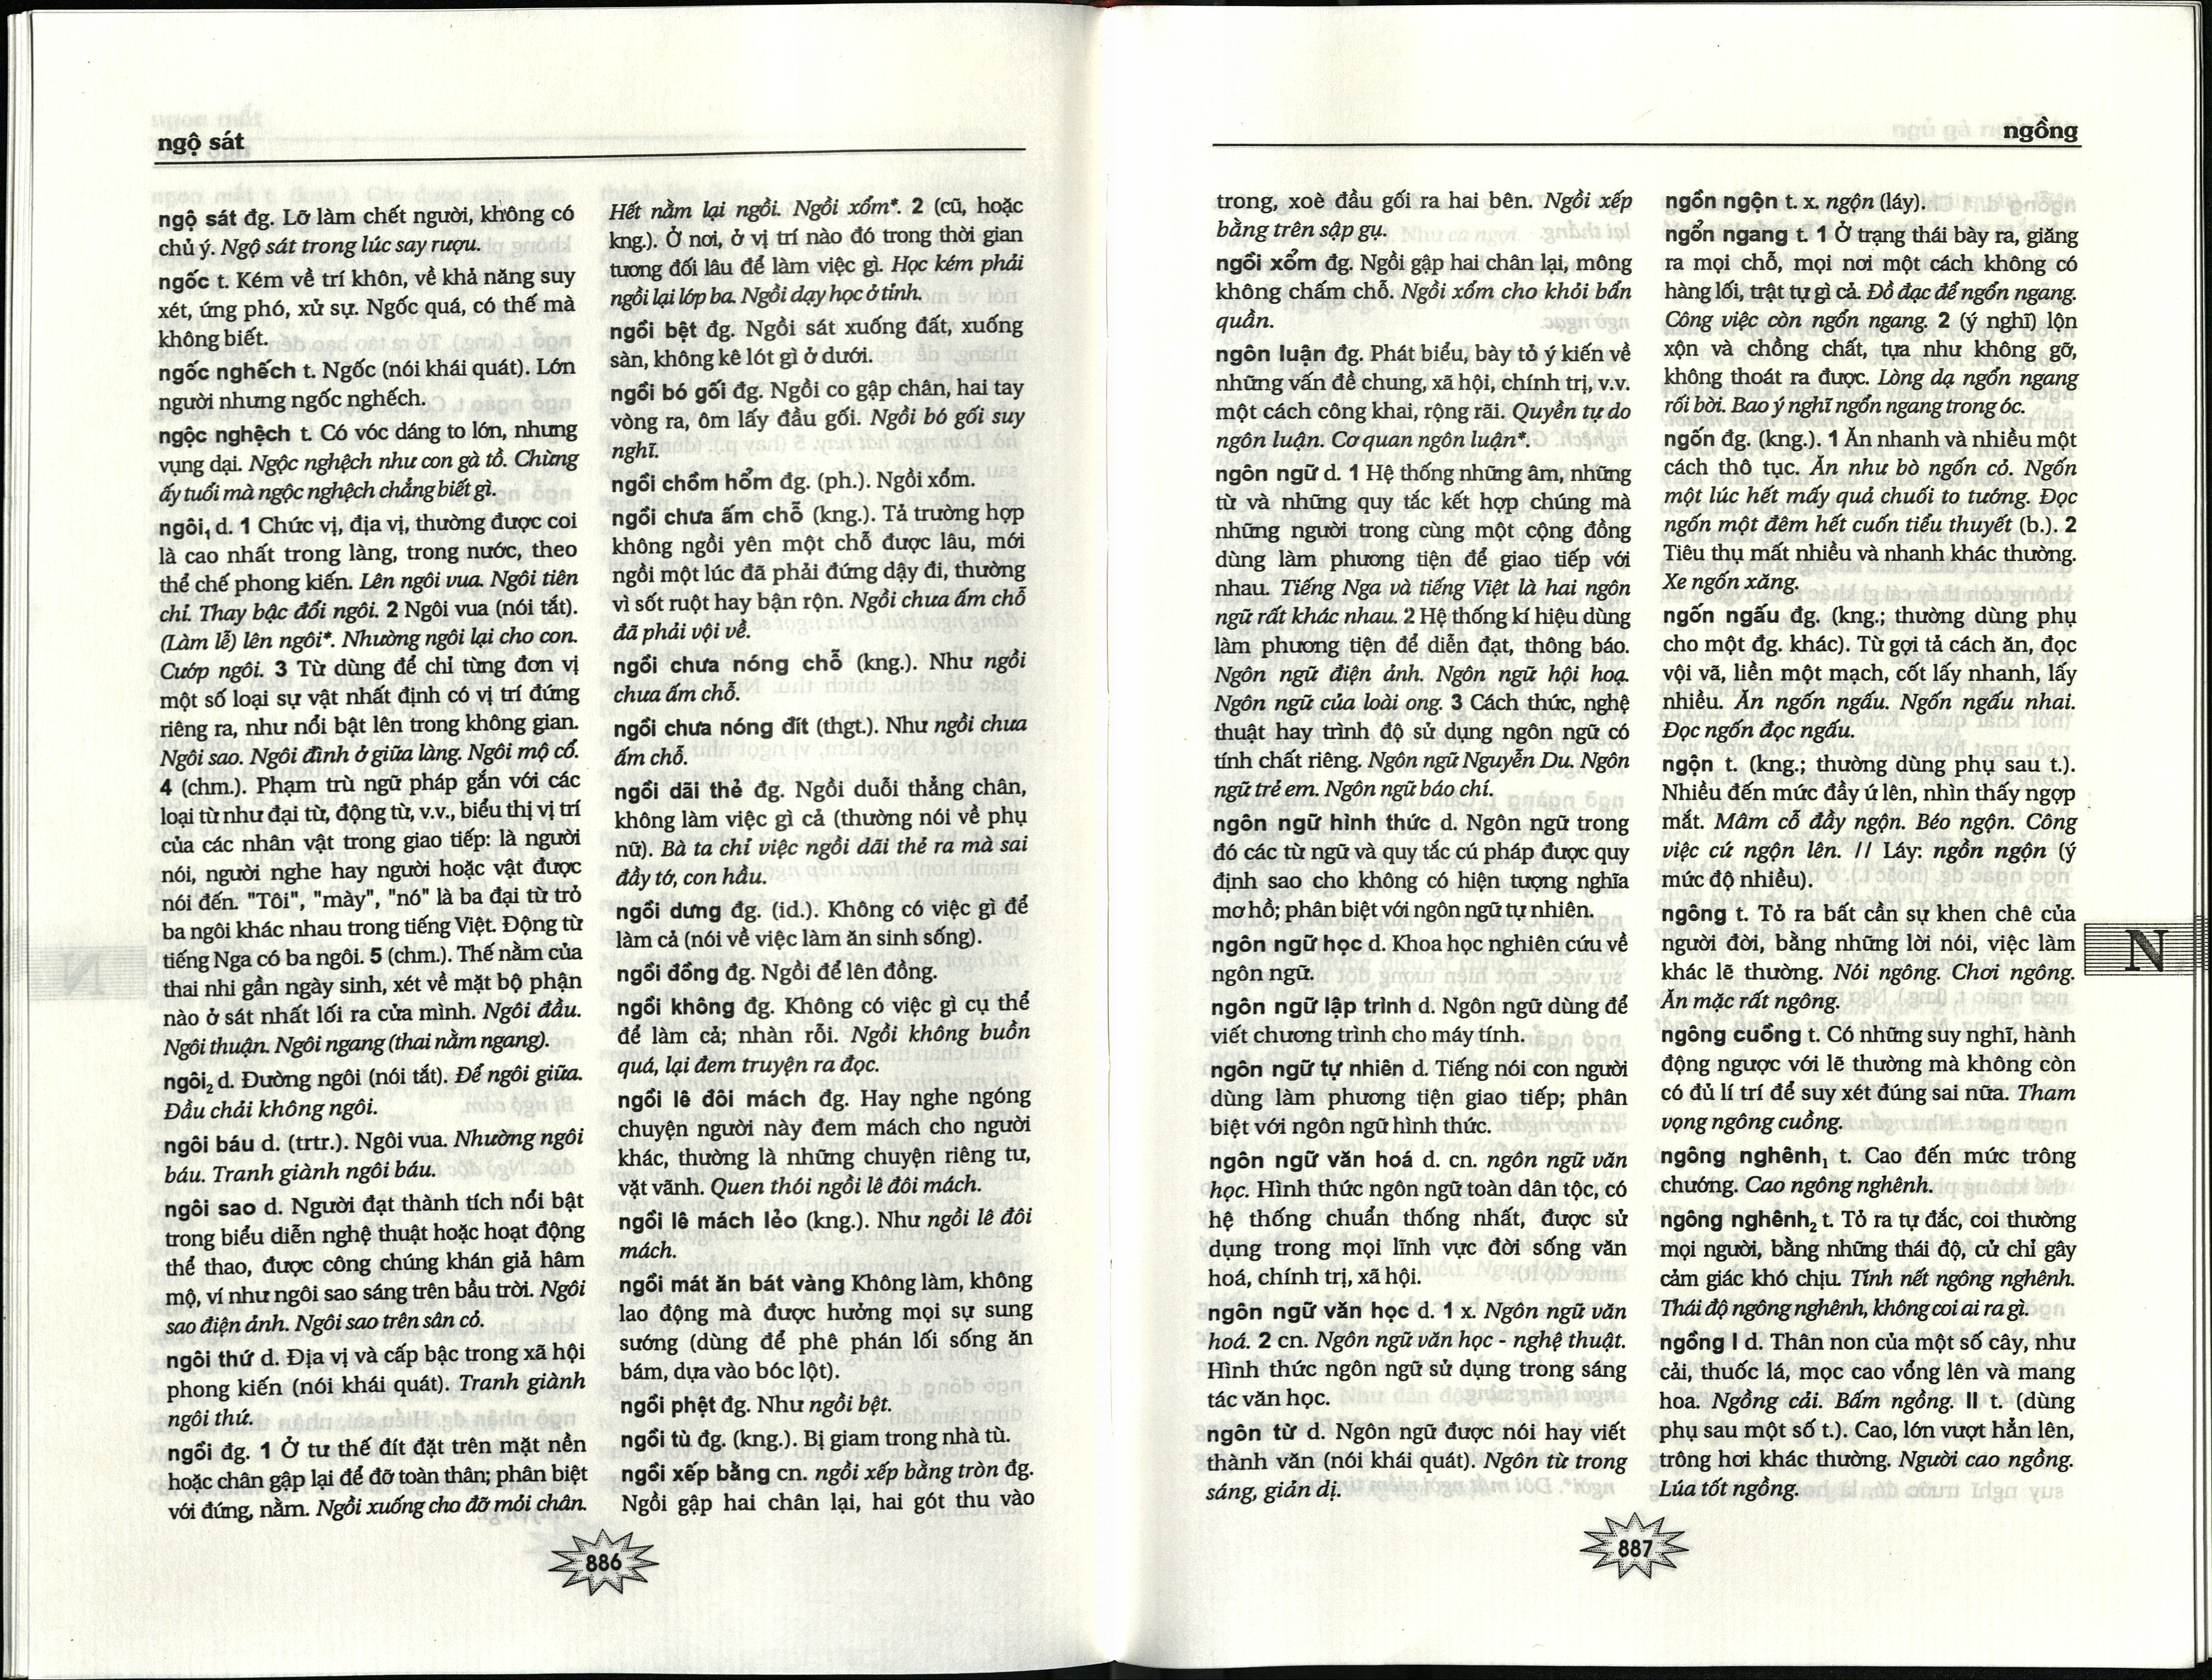 ngộ sát
ngộ sát đg. Lỡ làm chết người, không có
chủ ý. Ngộ sát trong lúc say rượu.
ngốc t. Kém về trí khôn, về khả năng suy
xét, ứng phó, xử sự. Ngốc quá, có thế mà
không biết.
ngốc nghếch t. Ngốc (nói khái quát). Lớn
người nhưng ngốc nghếch.
ngộc nghệch t. Có vóc dáng to lớn, nhưng
vụng dại. Ngộc nghệch như con gà tồ. Chừng
ấy tuổi mà ngộc nghệch chẳng biết gì.
ngôi₁ d. 1 Chức vị, địa vị, thường được coi
là cao nhất trong làng, trong nước, theo
thể chế phong kiến. Lên ngôi vua. Ngôi tiên
chỉ. Thay bậc đổi ngôi. 2 Ngôi vua (nói tắt).
(Làm lễ) lên ngôi*. Nhường ngôi lại cho con.
Cướp ngôi. 3 Từ dùng để chỉ từng đơn vị
một số loại sự vật nhất định có vị trí đứng
riêng ra, như nổi bật lên trong không gian.
Ngôi sao. Ngôi đình ở giữa làng. Ngôi mộ cổ.
4 (chm.). Phạm trù ngữ pháp gắn với các
loại từ như đại từ, động từ, v.v., biểu thị vị trí
của các nhân vật trong giao tiếp: là người
nói, người nghe hay người hoặc vật được
nói đến. "Tôi", "mày", "nó" là ba đại từ trỏ
ba ngôi khác nhau trong tiếng Việt. Động từ
tiếng Nga có ba ngôi. 5 (chm.). Thế nằm của
thai nhi gần ngày sinh, xét về mặt bộ phận
nào ở sát nhất lối ra cửa mình. Ngôi đầu.
Ngôi thuận. Ngôi ngang (thai nằm ngang).
ngôi₂ d. Đường ngôi (nói tắt). Để ngôi giữa.
Đầu chải không ngôi.
ngôi báu d. (trtr.). Ngôi vua. Nhường ngôi
báu. Tranh giành ngôi báu.
ngôi sao d. Người đạt thành tích nổi bật
trong biểu diễn nghệ thuật hoặc hoạt động
thể thao, được công chúng khán giả hâm
mộ, ví như ngôi sao sáng trên bầu trời. Ngôi
sao điện ảnh. Ngôi sao trên sân cỏ.
ngôi thứ d. Địa vị và cấp bậc trong xã hội
phong kiến (nói khái quát). Tranh giành
ngôi thứ.
ngồi đg. 1 Ở tư thế đít đặt trên mặt nền
hoặc chân gập lại để đỡ toàn thân; phân biệt
với đứng, nằm. Ngồi xuống cho đỡ mỏi chân.
Hết nằm lại ngồi. Ngồi xổm*. 2 (cũ, hoặc
kng.). Ở nơi, ở vị trí nào đó trong thời gian
tương đối lâu để làm việc gì. Học kém phải
ngồi lại lớp ba. Ngồi dạy học ở tỉnh.
ngồi bệt đg. Ngồi sát xuống đất, xuống
sàn, không kê lót gì ở dưới.
ngồi bó gối đg. Ngồi co gập chân, hai tay
vòng ra, ôm lấy đầu gối. Ngồi bó gối suy
nghĩ.
ngồi chồm hổm đg. (ph.). Ngồi xổm.
ngồi chưa ấm chỗ (kng.). Tả trường hợp
không ngồi yên một chỗ được lâu, mới
ngồi một lúc đã phải đứng dậy đi, thường
vì sốt ruột hay bận rộn. Ngồi chưa ấm chỗ
đã phải vội về.
ngồi chưa nóng chỗ (kng.). Như ngồi
chưa ấm chỗ.
ngồi chưa nóng đít (thgt.). Như ngồi chưa
ấm chỗ.
ngồi dãi thẻ đg. Ngồi duỗi thẳng chân,
không làm việc gì cả (thường nói về phụ
nữ). Bà ta chỉ việc ngồi dãi thẻ ra mà sai
đầy tớ, con hầu.
ngồi dưng đg. (id.). Không có việc gì để
làm cả (nói về việc làm ăn sinh sống).
ngồi đồng đg. Ngồi để lên đồng.
ngồi không đg. Không có việc gì cụ thể
để làm cả; nhàn rỗi. Ngồi không buồn
quá, lại đem truyện ra đọc.
ngồi lê đôi mách đg. Hay nghe ngóng
chuyện người này đem mách cho người
khác, thường là những chuyện riêng tư,
vặt vãnh. Quen thói ngồi lê đôi mách.
ngồi lê mách lẻo (kng.). Như ngồi lê đôi
mách.
ngồi mát ăn bát vàng Không làm, không
lao động mà được hưởng mọi sự sung
sướng (dùng để phê phán lối sống ăn
bám, dựa vào bóc lột).
ngồi phệt đg. Như ngồi bệt.
ngồi tù đg. (kng.). Bị giam trong nhà tù.
ngồi xếp bằng cn. ngồi xếp bằng tròn đg.
Ngồi gập hai chân lại, hai gót thu vào
886
ngồng
trong, xoè đầu gối ra hai bên. Ngồi xếp
bằng trên sập gụ.
ngồi xổm đg. Ngồi gập hai chân lại, mông
không chấm chỗ. Ngồi xổm cho khỏi bẩn
quần.
ngôn luận đg. Phát biểu, bày tỏ ý kiến về
những vấn đề chung, xã hội, chính trị, v.v.
một cách công khai, rộng rãi. Quyền tự do
ngôn luận. Cơ quan ngôn luận*.
ngôn ngữ d. 1 Hệ thống những âm, những
từ và những quy tắc kết hợp chúng mà
những người trong cùng một cộng đồng
dùng làm phương tiện để giao tiếp với
nhau. Tiếng Nga và tiếng Việt là hai ngôn
ngữ rất khác nhau. 2 Hệ thống kí hiệu dùng
làm phương tiện để diễn đạt, thông báo.
Ngôn ngữ điện ảnh. Ngôn ngữ hội hoạ.
Ngôn ngữ của loài ong. 3 Cách thức, nghệ
thuật hay trình độ sử dụng ngôn ngữ có
tính chất riêng. Ngôn ngữ Nguyễn Du. Ngôn
ngữ trẻ em. Ngôn ngữ báo chí.
ngôn ngữ hình thức d. Ngôn ngữ trong
đó các từ ngữ và quy tắc cú pháp được quy
định sao cho không có hiện tượng nghĩa
mơ hồ; phân biệt với ngôn ngữ tự nhiên.
ngôn ngữ học d. Khoa học nghiên cứu về
ngôn ngữ.
ngôn ngữ lập trình d. Ngôn ngữ dùng để
viết chương trình cho máy tính.
ngôn ngữ tự nhiên d. Tiếng nói con người
dùng làm phương tiện giao tiếp; phân
biệt với ngôn ngữ hình thức.
ngôn ngữ văn hoá d. cn. ngôn ngữ văn
học. Hình thức ngôn ngữ toàn dân tộc, có
hệ thống chuẩn thống nhất, được sử
dụng trong mọi lĩnh vực đời sống văn
hoá, chính trị, xã hội.
ngôn ngữ văn học d. 1 x. Ngôn ngữ văn
hoá. 2 cn. Ngôn ngữ văn học - nghệ thuật.
Hình thức ngôn ngữ sử dụng trong sáng
tác văn học.
ngôn từ d. Ngôn ngữ được nói hay viết
thành văn (nói khái quát). Ngôn từ trong
sáng, giản dị.
ngồn ngộn t. x. ngộn (láy).
ngổn ngang t. 1 Ở trạng thái bày ra, giăng
ra mọi chỗ, mọi nơi một cách không có
hàng lối, trật tự gì cả. Đồ đạc để ngổn ngang.
Công việc còn ngổn ngang. 2 (ý nghĩ) lộn
xộn và chồng chất, tựa như không gỡ,
không thoát ra được. Lòng dạ ngổn ngang
rối bời. Bao ý nghĩ ngổn ngang trong óc.
ngốn đg. (kng.). 1 Ăn nhanh và nhiều một
cách thô tục. Ăn như bò ngốn cỏ. Ngốn
một lúc hết mấy quả chuối to tướng. Đọc
ngốn một đêm hết cuốn tiểu thuyết (b.). 2
Tiêu thụ mất nhiều và nhanh khác thường.
Xe ngốn xăng.
ngốn ngấu đg. (kng.; thường dùng phụ
cho một đg. khác). Từ gợi tả cách ăn, đọc
vội vã, liền một mạch, cốt lấy nhanh, lấy
nhiều. Ăn ngốn ngấu. Ngốn ngấu nhai.
Đọc ngốn đọc ngấu.
ngộn t. (kng.; thường dùng phụ sau t.).
Nhiều đến mức đầy ứ lên, nhìn thấy ngợp
mắt. Mâm cỗ đầy ngộn. Béo ngộn. Công
việc cứ ngộn lên. // Láy: ngồn ngộn (ý
mức độ nhiều).
ngông t. Tỏ ra bất cần sự khen chê của
người đời, bằng những lời nói, việc làm
khác lẽ thường. Nói ngông. Chơi ngông.
Ăn mặc rất ngông.
ngông cuồng t. Có những suy nghĩ, hành
động ngược với lẽ thường mà không còn
có đủ lí trí để suy xét đúng sai nữa. Tham
vọng ngông cuồng.
ngông nghênh₁ t. Cao đến mức trông
chướng. Cao ngông nghênh.
ngông nghênh₂ t. Tỏ ra tự đắc, coi thường
mọi người, bằng những thái độ, cử chỉ gây
cảm giác khó chịu. Tính nết ngông nghênh.
Thái độ ngông nghênh, không coi ai ra gì.
ngồng I d. Thân non của một số cây, như
cải, thuốc lá, mọc cao vổng lên và mang
hoa. Ngồng cải. Bấm ngồng. II t. (dùng
phụ sau một số t.). Cao, lớn vượt hẳn lên,
trông hơi khác thường. Người cao ngồng.
Lúa tốt ngồng.
N
887